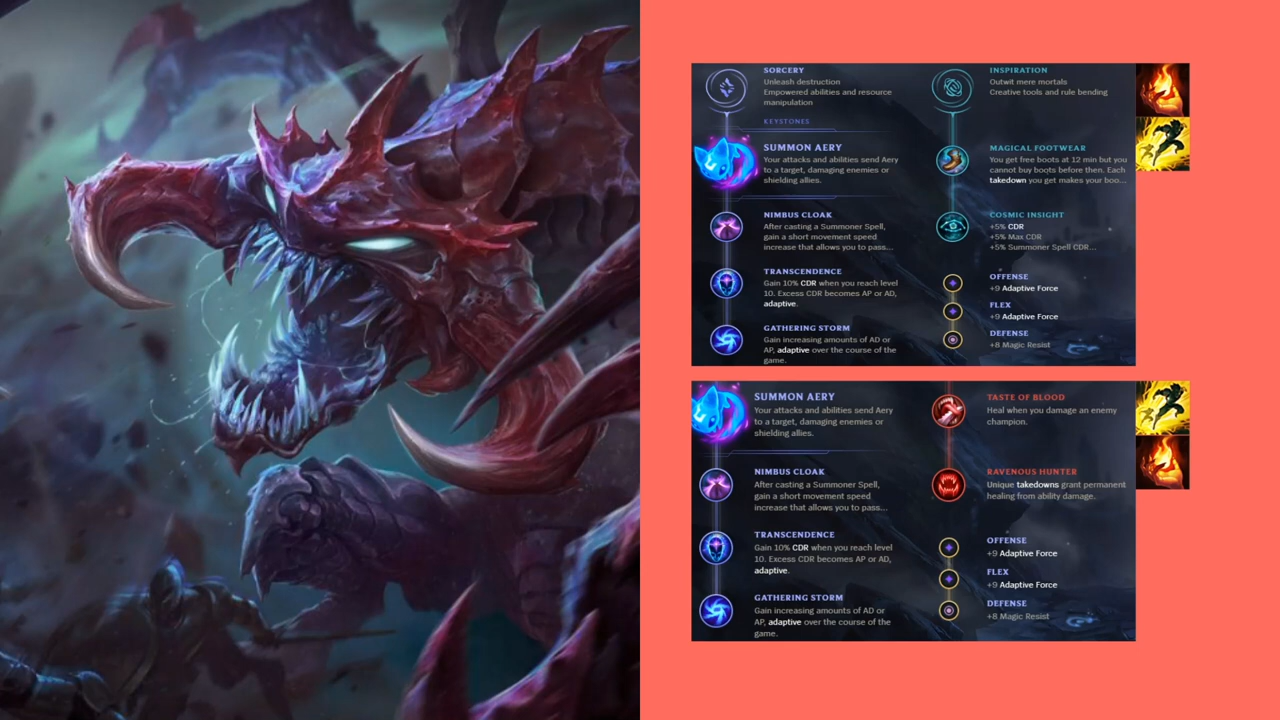 SORCERY
Unleash destruction
Empowered abilities and resource
manipulation
KEYSTONES
SUMMON AERY
Your attacks and abilities send Aery
to a target, damaging enemies or
shielding allies.
NIMBUS CLOAK
After casting a Summoner Spell,
gain a short movement speed
increase that allows you to pass...
TRANSCENDENCE
Gain 10% CDR when you reach level
10. Excess CDR becomes AP or AD,
adaptive.
GATHERING STORM
Gain increasing amounts of AD or
AP, adaptive over the course of the
game.
INSPIRATION
Outwit mere mortals
Creative tools and rule bending
MAGICAL FOOTWEAR
You get free boots at 12 min but you
cannot buy boots before then. Each
takedown you get makes your boo...
COSMIC INSIGHT
+5% CDR
+5% Max CDR
+5% Summoner Spell CDR...
OFFENSE
+9 Adaptive Force
FLEX
+9 Adaptive Force
DEFENSE
+8 Magic Resist
SUMMON AERY
Your attacks and abilities send Aery
to a target, damaging enemies or
shielding allies.
NIMBUS CLOAK
After casting a Summoner Spell,
gain a short movement speed
increase that allows you to pass...
TRANSCENDENCE
Gain 10% CDR when you reach level
10. Excess CDR becomes AP or AD,
adaptive.
GATHERING STORM
Gain increasing amounts of AD or
AP, adaptive over the course of the
game.
TASTE OF BLOOD
Heal when you damage an enemy
champion.
RAVENOUS HUNTER
Unique takedowns grant permanent
healing from ability damage.
OFFENSE
+9 Adaptive Force
FLEX
+9 Adaptive Force
DEFENSE
+8 Magic Resist